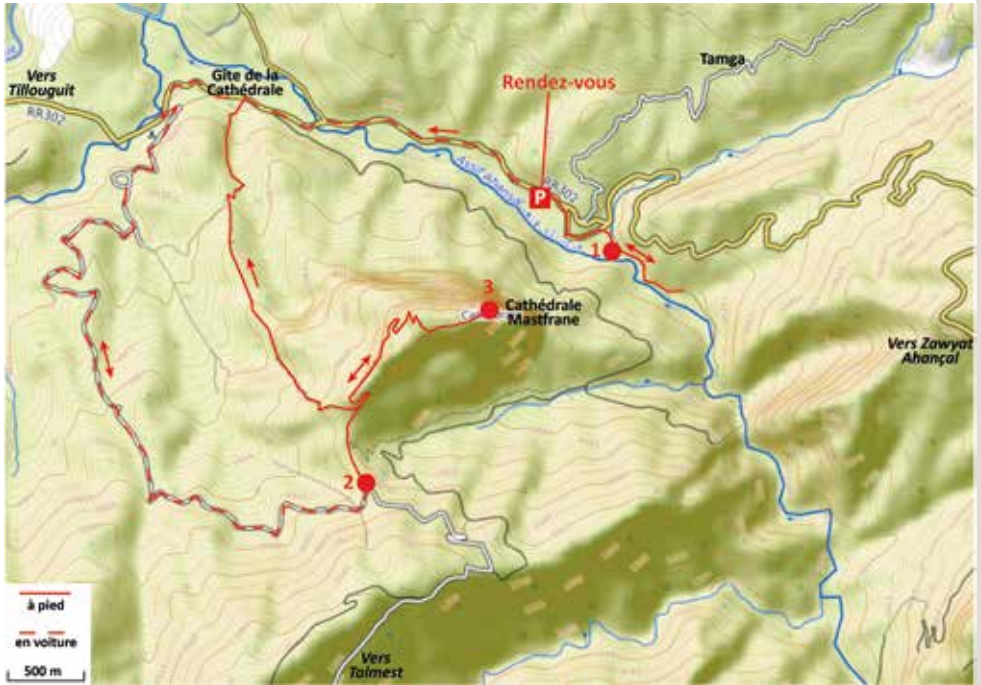 Vers
Tillouguit
RR302
Gîte de la
Cathédrale
Tamga
Rendez-vous
P
RR302
1
3
Cathédrale
Mastfrane
Vers Zawyat
Ahançal
2
à pied
en voiture
500 m
Vers
Talmest